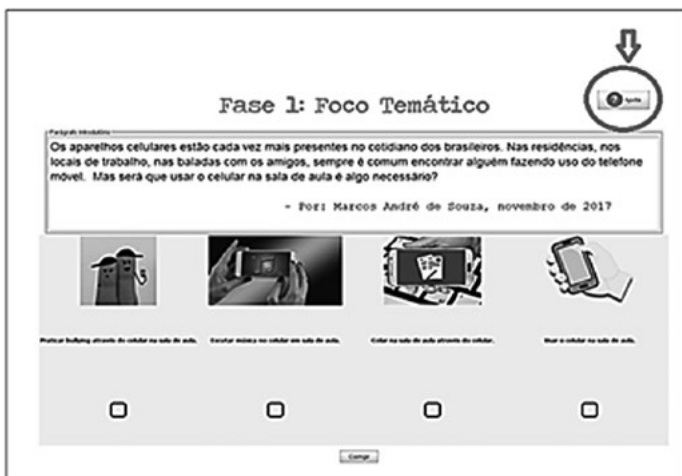 Ajuda
Fase 1: Foco Temático
Parágrafo Introdutório
Os aparelhos celulares estão cada vez mais presentes no cotidiano dos brasileiros. Nas residências, nos
locais de trabalho, nas baladas com os amigos, sempre é comum encontrar alguém fazendo uso do telefone
móvel. Mas será que usar o celular na sala de aula é algo necessário?
- Por: Marcos André de Souza, novembro de 2017
Praticar bullying através do celular na sala de aula.
Escutar música no celular em sala de aula.
Colar na sala de aula através do celular.
Usar o celular na sala de aula.
Corrigir